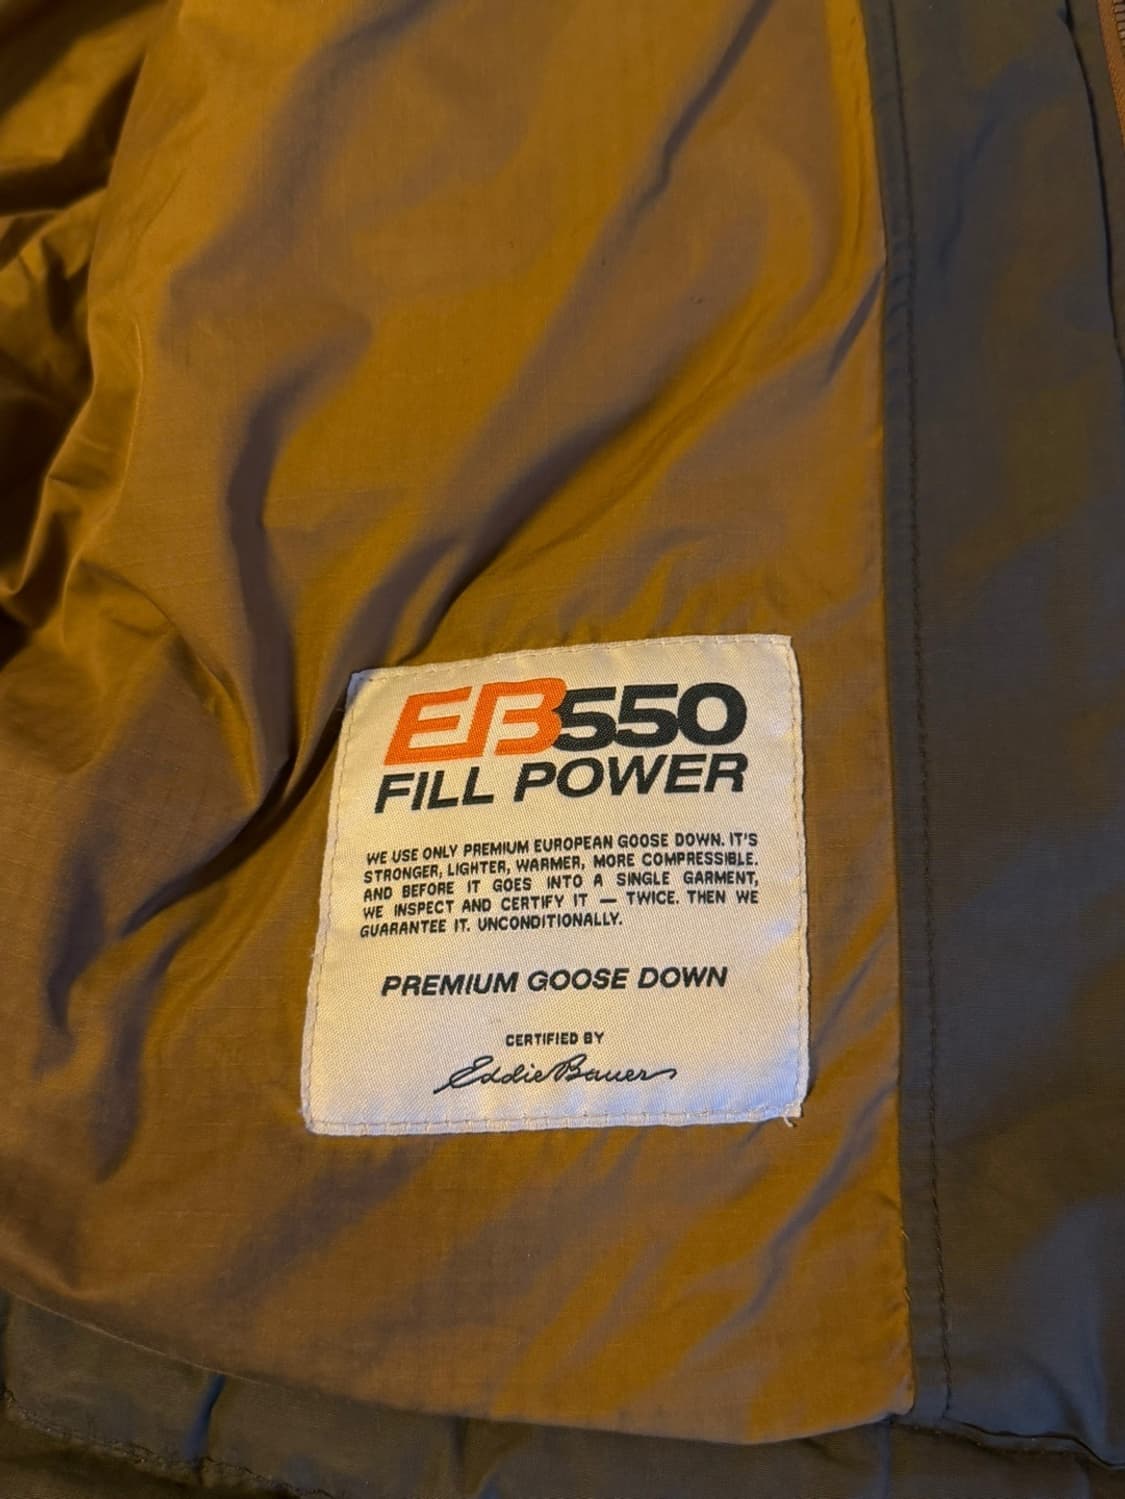 EB550
FILL POWER
WE USE ONLY PREMIUM EUROPEAN GOOSE DOWN. IT'S
STRONGER, LIGHTER, WARMER, MORE COMPRESSIBLE.
AND BEFORE IT GOES INTO A SINGLE GARMENT,
WE INSPECT AND CERTIFY IT — TWICE. THEN WE
GUARANTEE IT. UNCONDITIONALLY.
PREMIUM GOOSE DOWN
CERTIFIED BY
Eddie Bauer